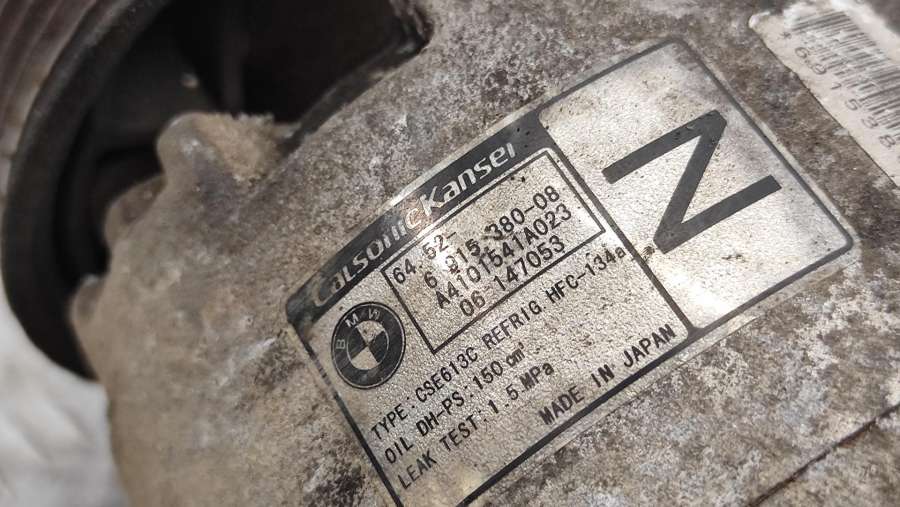 CalsonicKansei
64.52-
6 915 380-08
A4101541A023
06 147053
BMW
TYPE: CSE613C REFRIG HFC-134a
OIL DH-PS: 150 cm³
LEAK TEST: 1.5 MPa
MADE IN JAPAN
N